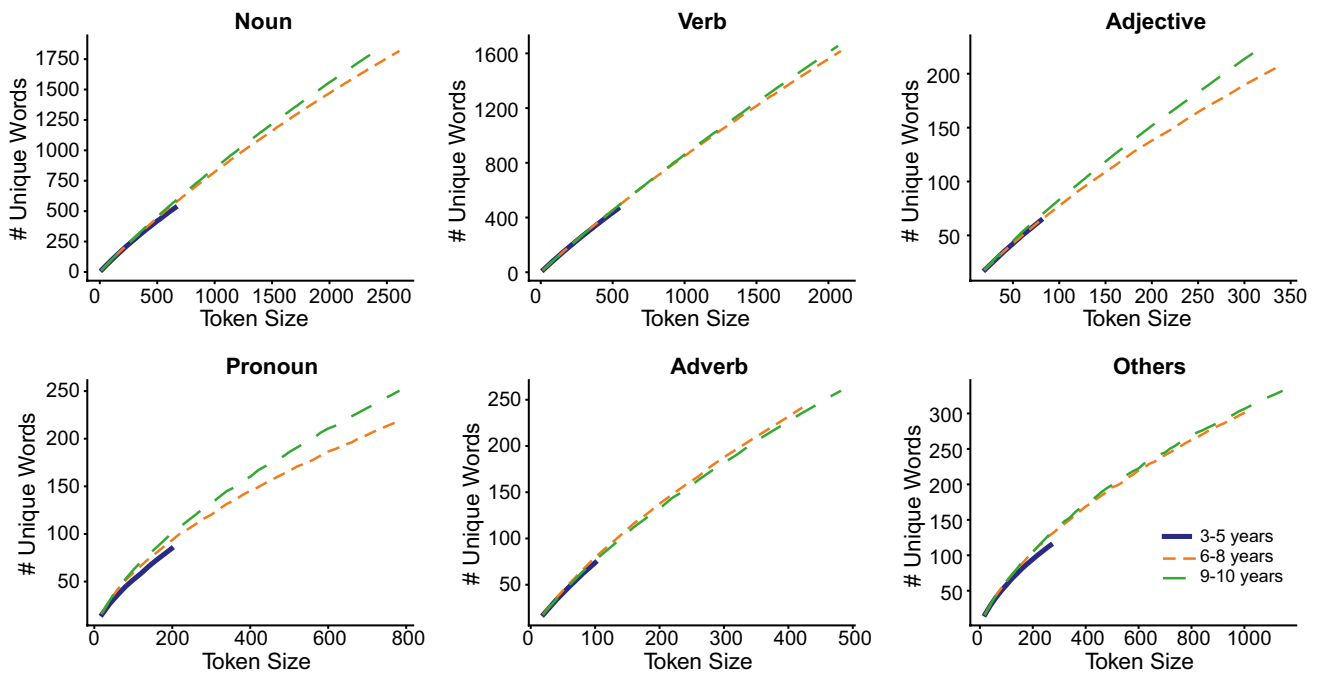 Noun
# Unique Words
1750
1500
1250
1000
750
500
250
0
0 500 1000 1500 2000 2500
Token Size
Verb
# Unique Words
1600
1200
800
400
0
0 500 1000 1500 2000
Token Size
Adjective
# Unique Words
200
150
100
50
50 100 150 200 250 300 350
Token Size
Pronoun
# Unique Words
250
200
150
100
50
0 200 400 600 800
Token Size
Adverb
# Unique Words
250
200
150
100
50
0 100 200 300 400 500
Token Size
Others
# Unique Words
300
250
200
150
100
50
0 200 400 600 800 1000
Token Size
3-5 years
6-8 years
9-10 years